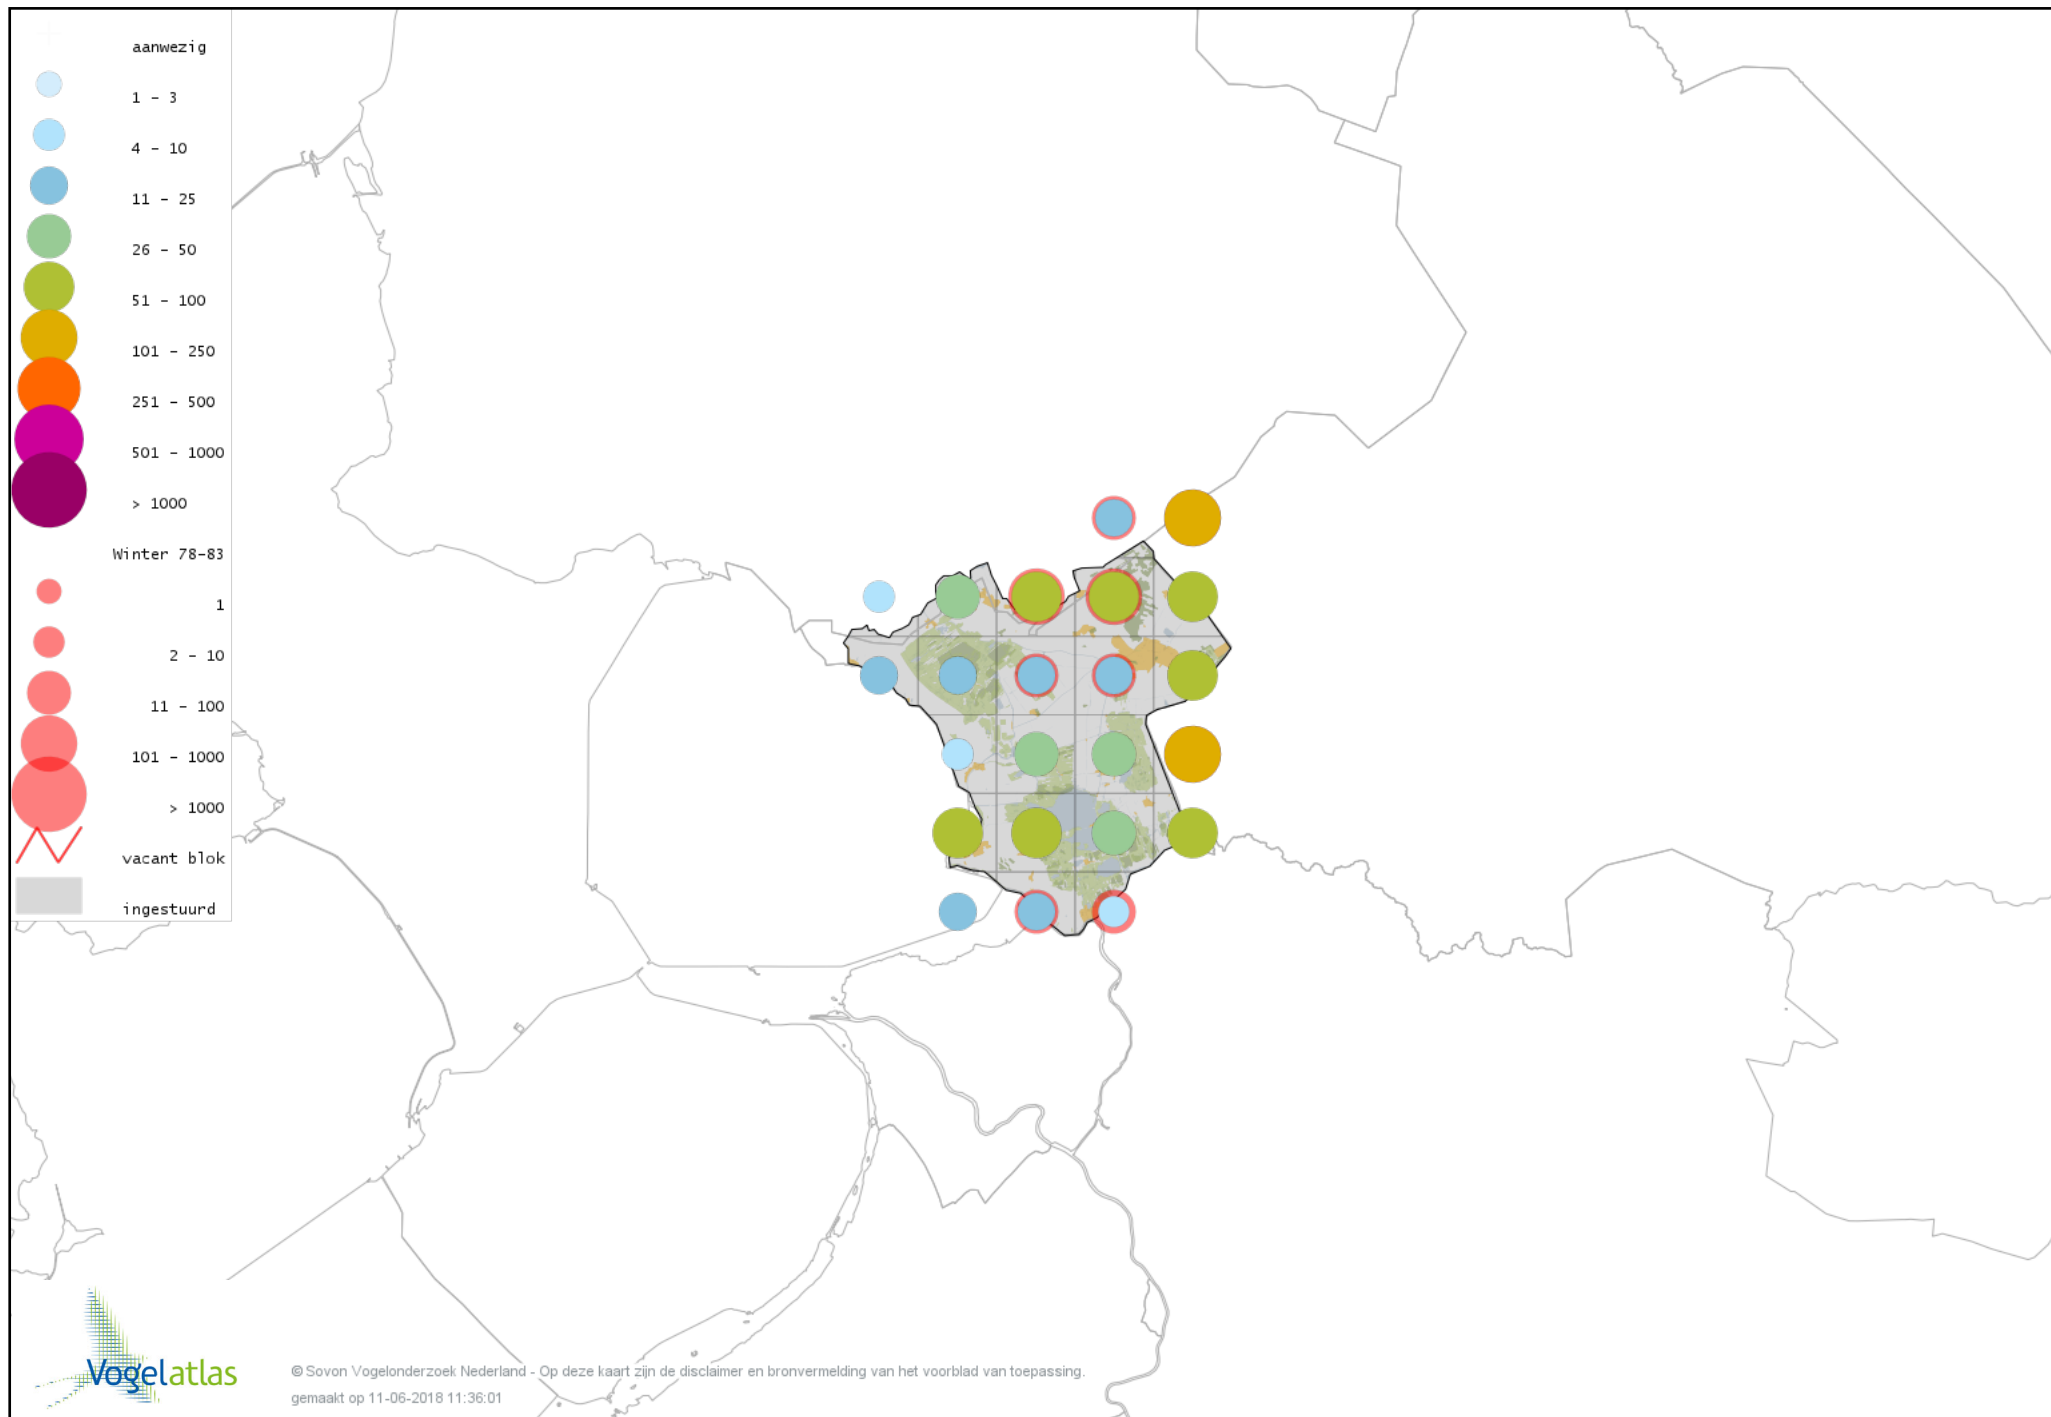 aanwezig
1 - 3
4 - 10
11 - 25
26 - 50
51 - 100
101 - 250
251 - 500
501 - 1000
> 1000
Winter 78-83
1
2 - 10
11 - 100
101 - 1000
> 1000
vacant blok
ingestuurd
Vogelatlas
© Sovon Vogelonderzoek Nederland - Op deze kaart zijn de disclaimer en bronvermelding van het voorblad van toepassing.
gemaakt op 11-06-2018 11:36:01